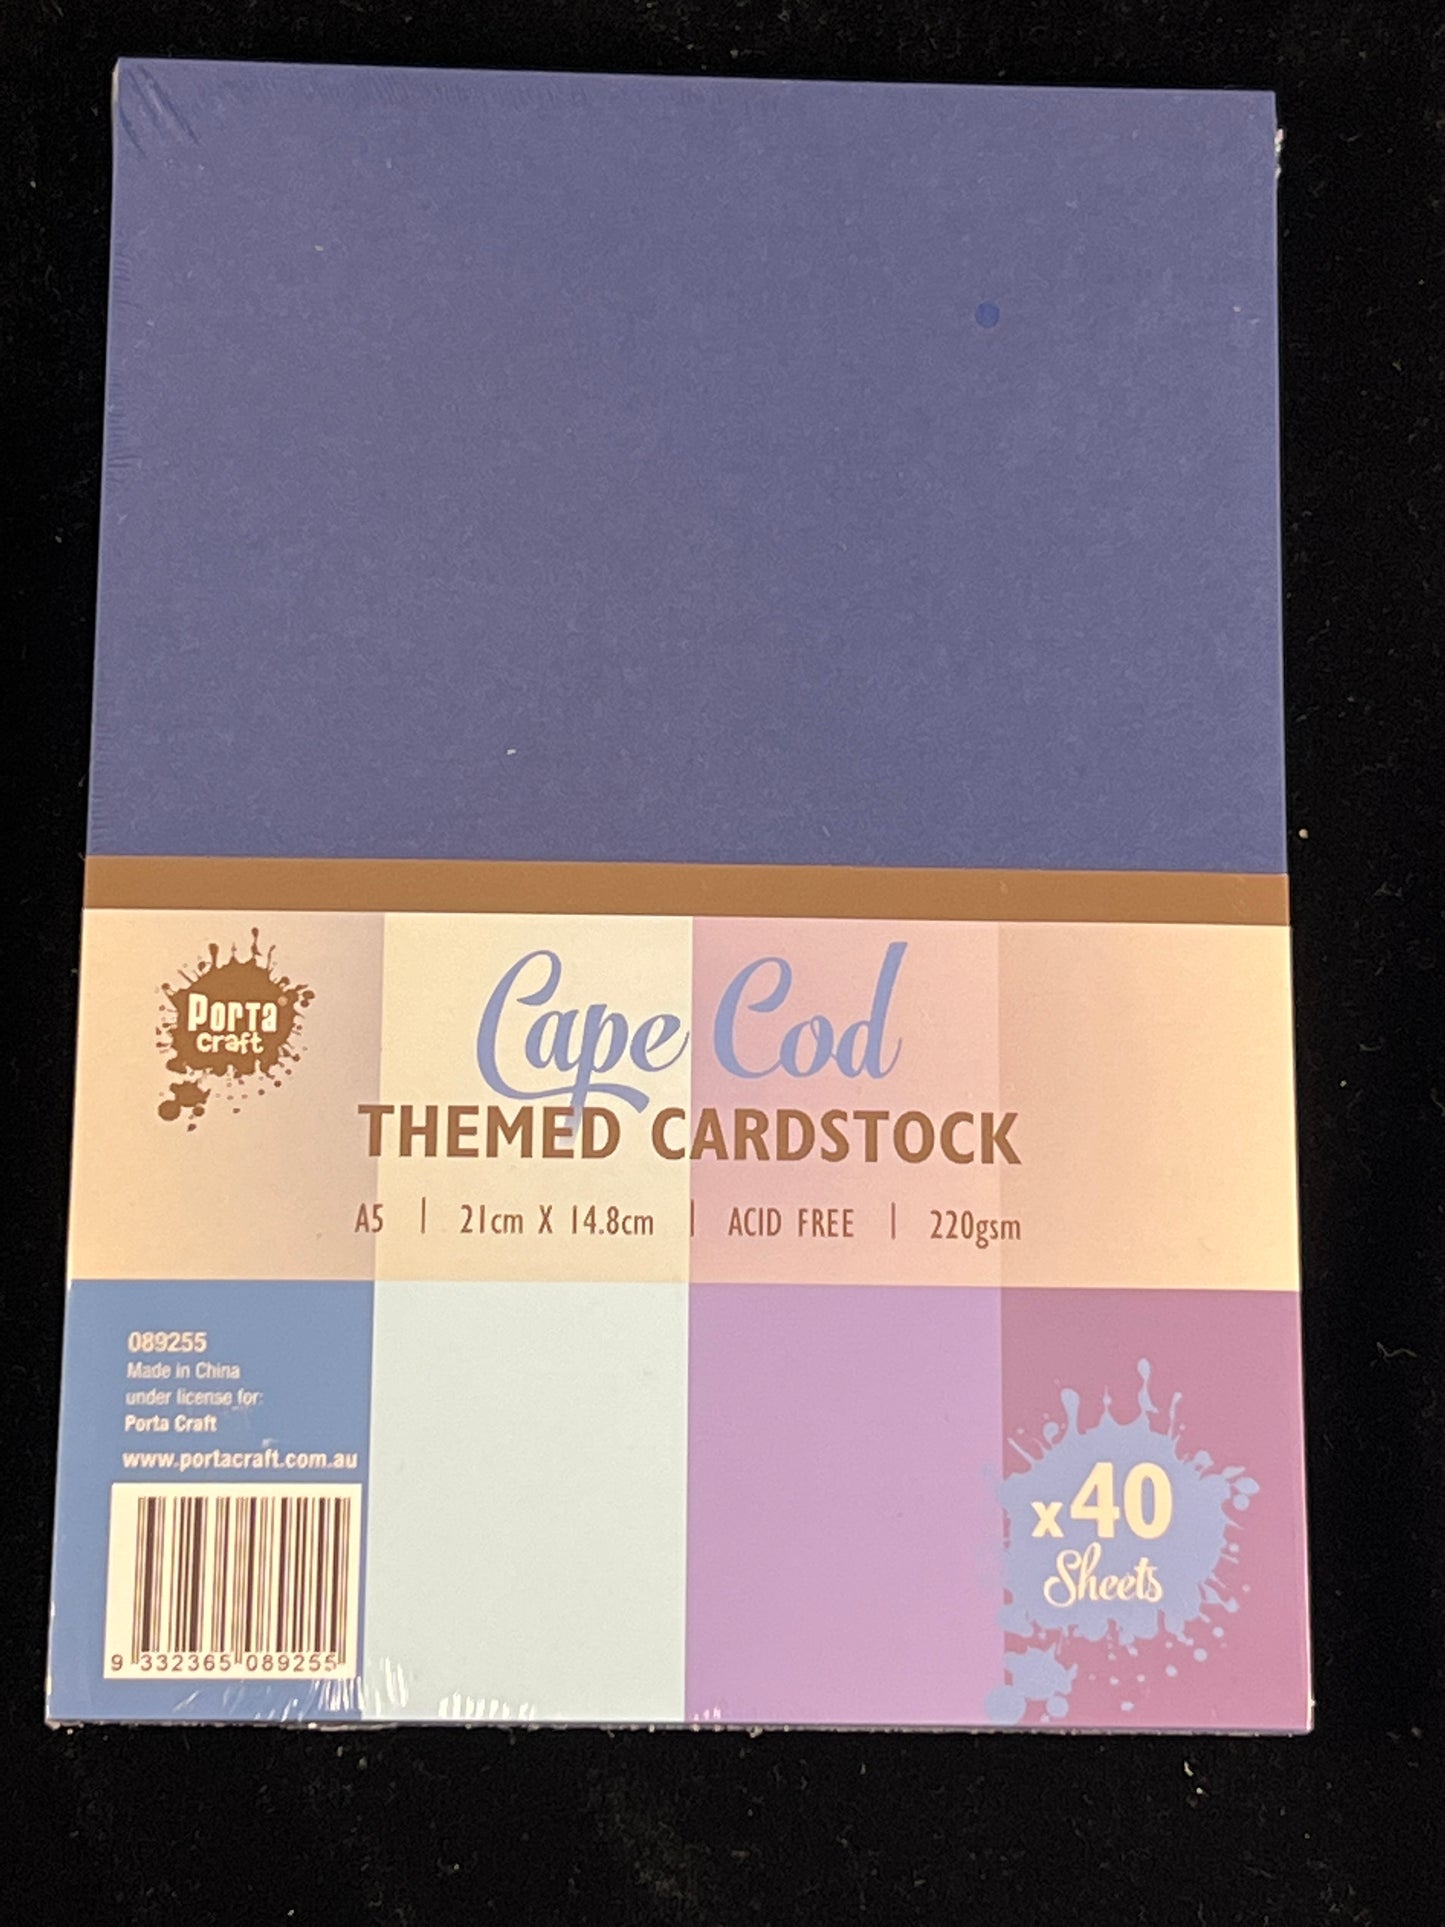 Porta®
craft
Cape Cod
THEMED CARDSTOCK
A5 | 21cm X 14.8cm | ACID FREE | 220gsm
089255
Made in China
under license for:
Porta Craft
www.portacraft.com.au
9 332365 089255
x40
Sheets